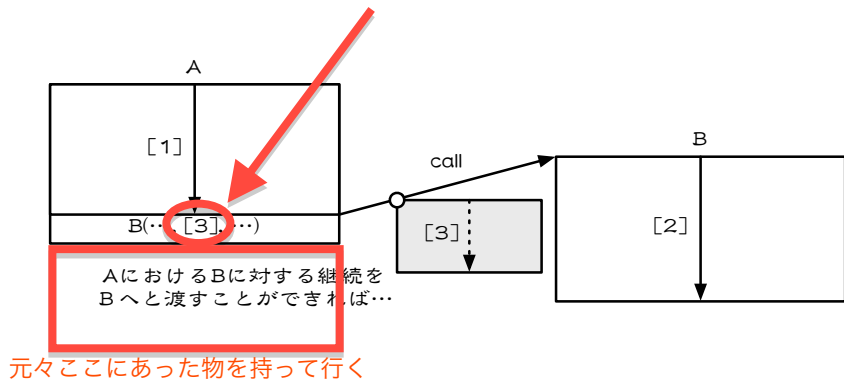 A
[1]
B(…, [3], …)
call
[3]
B
[2]
AにおけるBに対する継続を
Bへと渡すことができれば…
元々ここにあった物を持って行く